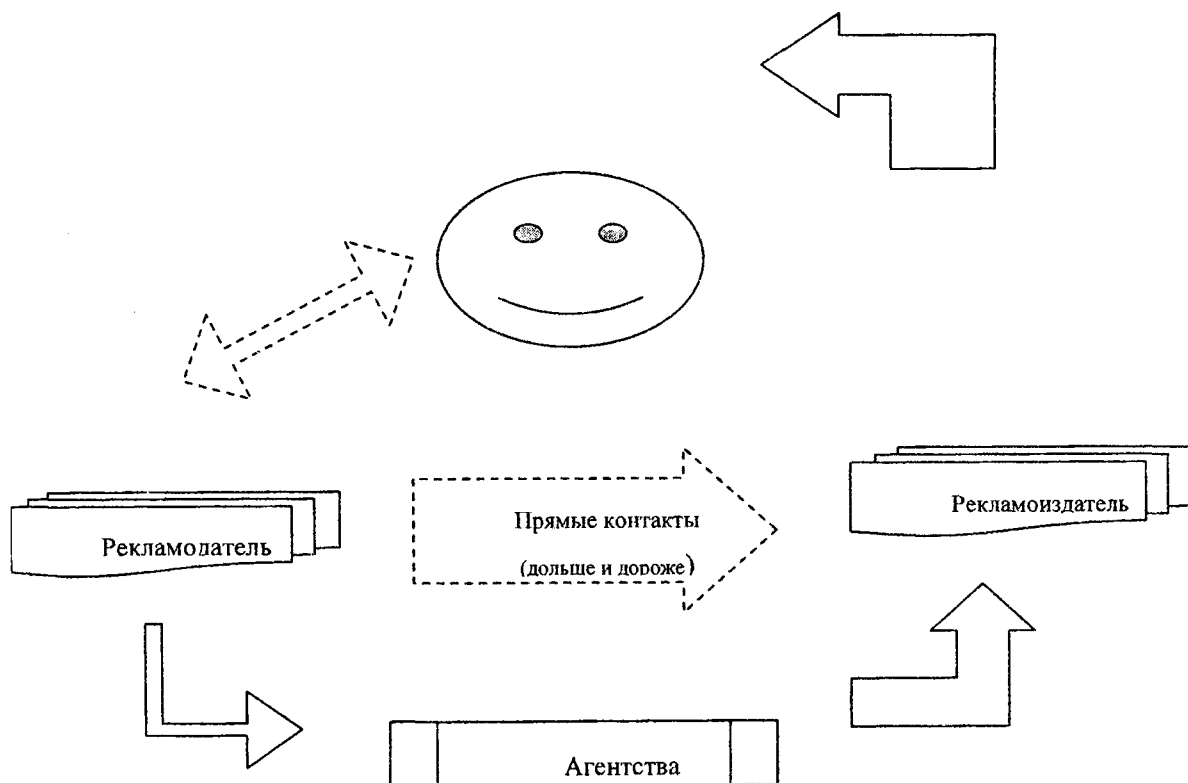 Рекламодатель
Прямые контакты
(дольше и дороже)
Рекламоиздатель
Агентства